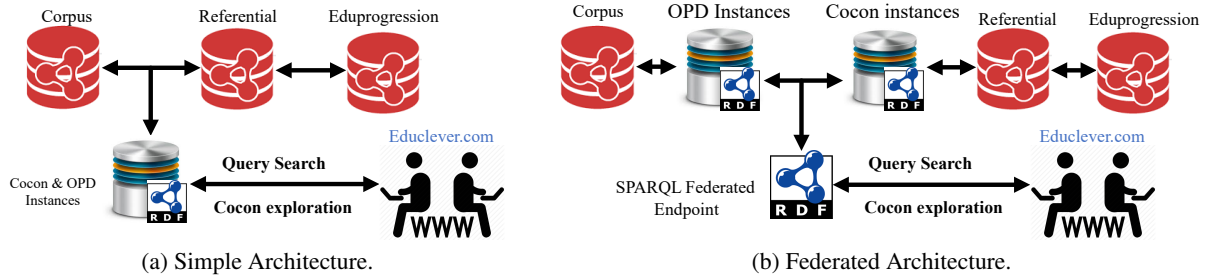 Corpus
Referential
Eduprogression
RDF
Cocon & OPD
Instances
Query Search
Cocon exploration
Educlever.com
WWW
(a) Simple Architecture.
OPD Instances
Cocon instances
Corpus
Referential
Eduprogression
RDF
RDF
SPARQL Federated
Endpoint
RDF
Query Search
Cocon exploration
Educlever.com
WWW
(b) Federated Architecture.